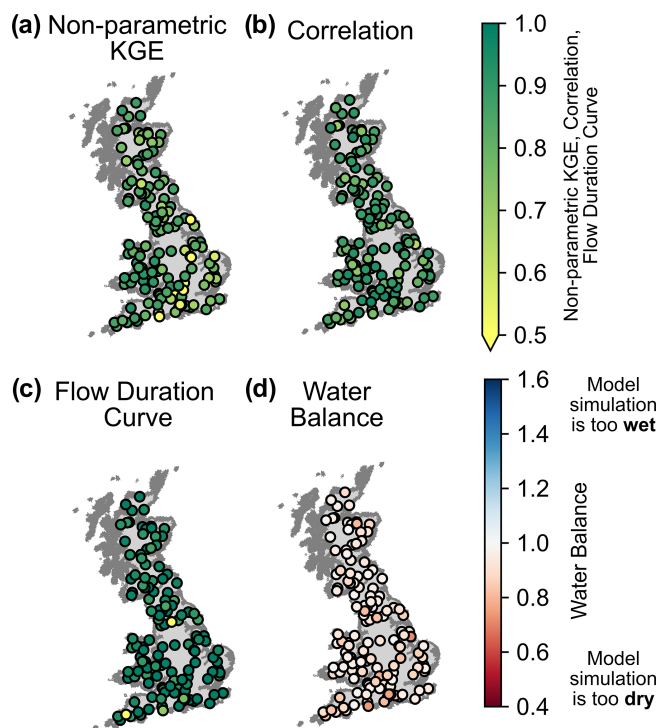 (a) Non-parametric
KGE
(b) Correlation
1.0
0.9
0.8
0.7
0.6
0.5
Non-parametric KGE, Correlation,
Flow Duration Curve
(c) Flow Duration
Curve
(d) Water
Balance
1.6
1.4
1.2
1.0
0.8
0.6
0.4
Water Balance
Model
simulation
is too wet
Model
simulation
is too dry